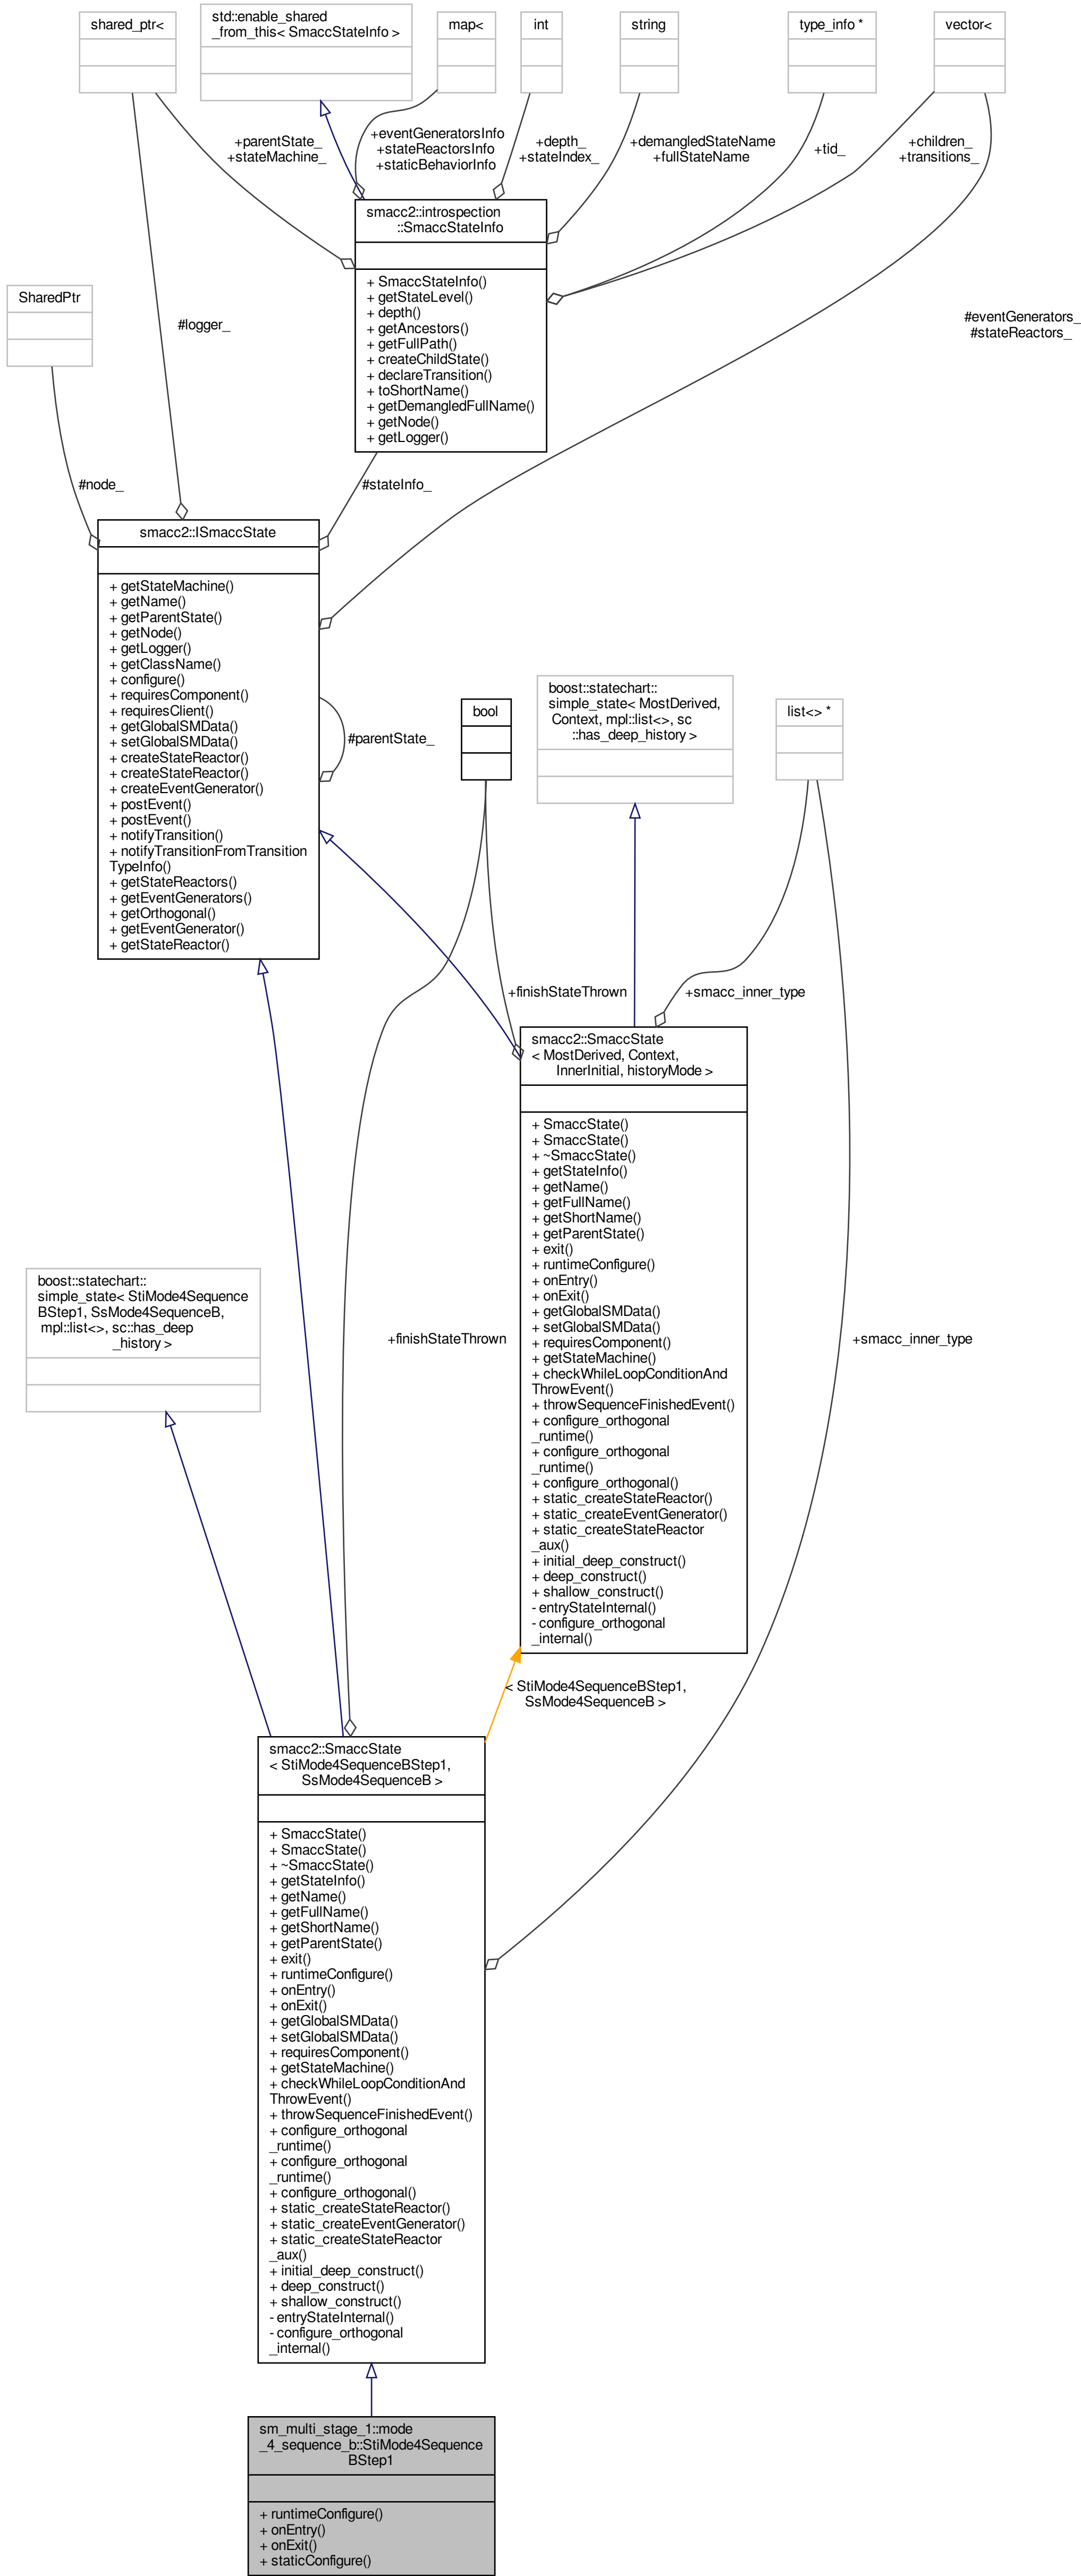 shared_ptr<
std::enable_shared
_from_this< SmaccStateInfo >
map<
int
string
type_info *
vector<
+parentState_
+stateMachine_
+eventGeneratorsInfo
+stateReactorsInfo
+staticBehaviorInfo
+depth_
+stateIndex_
+demangledStateName
+fullStateName
+tid_
+children_
+transitions_
smacc2::introspection
::SmaccStateInfo
+ SmaccStateInfo()
+ getStateLevel()
+ depth()
+ getAncestors()
+ getFullPath()
+ createChildState()
+ declareTransition()
+ toShortName()
+ getDemangledFullName()
+ getNode()
+ getLogger()
SharedPtr
#logger_
#eventGenerators_
#stateReactors_
#node_
#stateInfo_
smacc2::ISmaccState
+ getStateMachine()
+ getName()
+ getParentState()
+ getNode()
+ getLogger()
+ getClassName()
+ configure()
+ requiresComponent()
+ requiresClient()
+ getGlobalSMData()
+ setGlobalSMData()
+ createStateReactor()
+ createStateReactor()
+ createEventGenerator()
+ postEvent()
+ postEvent()
+ notifyTransition()
+ notifyTransitionFromTransition
TypeInfo()
+ getStateReactors()
+ getEventGenerators()
+ getOrthogonal()
+ getEventGenerator()
+ getStateReactor()
#parentState_
bool
boost::statechart::
simple_state< MostDerived,
Context, mpl::list<>, sc
::has_deep_history >
list<> *
+finishStateThrown
+smacc_inner_type
smacc2::SmaccState
< MostDerived, Context,
InnerInitial, historyMode >
+ SmaccState()
+ SmaccState()
+ ~SmaccState()
+ getStateInfo()
+ getName()
+ getFullName()
+ getShortName()
+ getParentState()
+ exit()
+ runtimeConfigure()
+ onEntry()
+ onExit()
+ getGlobalSMData()
+ setGlobalSMData()
+ requiresComponent()
+ getStateMachine()
+ checkWhileLoopConditionAnd
ThrowEvent()
+ throwSequenceFinishedEvent()
+ configure_orthogonal
_runtime()
+ configure_orthogonal
_runtime()
+ configure_orthogonal()
+ static_createStateReactor()
+ static_createEventGenerator()
+ static_createStateReactor
_aux()
+ initial_deep_construct()
+ deep_construct()
+ shallow_construct()
- entryStateInternal()
- configure_orthogonal
_internal()
boost::statechart::
simple_state< StiMode4Sequence
BStep1, SsMode4SequenceB,
mpl::list<>, sc::has_deep
_history >
+finishStateThrown
+smacc_inner_type
< StiMode4SequenceBStep1,
SsMode4SequenceB >
smacc2::SmaccState
< StiMode4SequenceBStep1,
SsMode4SequenceB >
+ SmaccState()
+ SmaccState()
+ ~SmaccState()
+ getStateInfo()
+ getName()
+ getFullName()
+ getShortName()
+ getParentState()
+ exit()
+ runtimeConfigure()
+ onEntry()
+ onExit()
+ getGlobalSMData()
+ setGlobalSMData()
+ requiresComponent()
+ getStateMachine()
+ checkWhileLoopConditionAnd
ThrowEvent()
+ throwSequenceFinishedEvent()
+ configure_orthogonal
_runtime()
+ configure_orthogonal
_runtime()
+ configure_orthogonal()
+ static_createStateReactor()
+ static_createEventGenerator()
+ static_createStateReactor
_aux()
+ initial_deep_construct()
+ deep_construct()
+ shallow_construct()
- entryStateInternal()
- configure_orthogonal
_internal()
sm_multi_stage_1::mode
_4_sequence_b::StiMode4Sequence
BStep1
+ runtimeConfigure()
+ onEntry()
+ onExit()
+ staticConfigure()